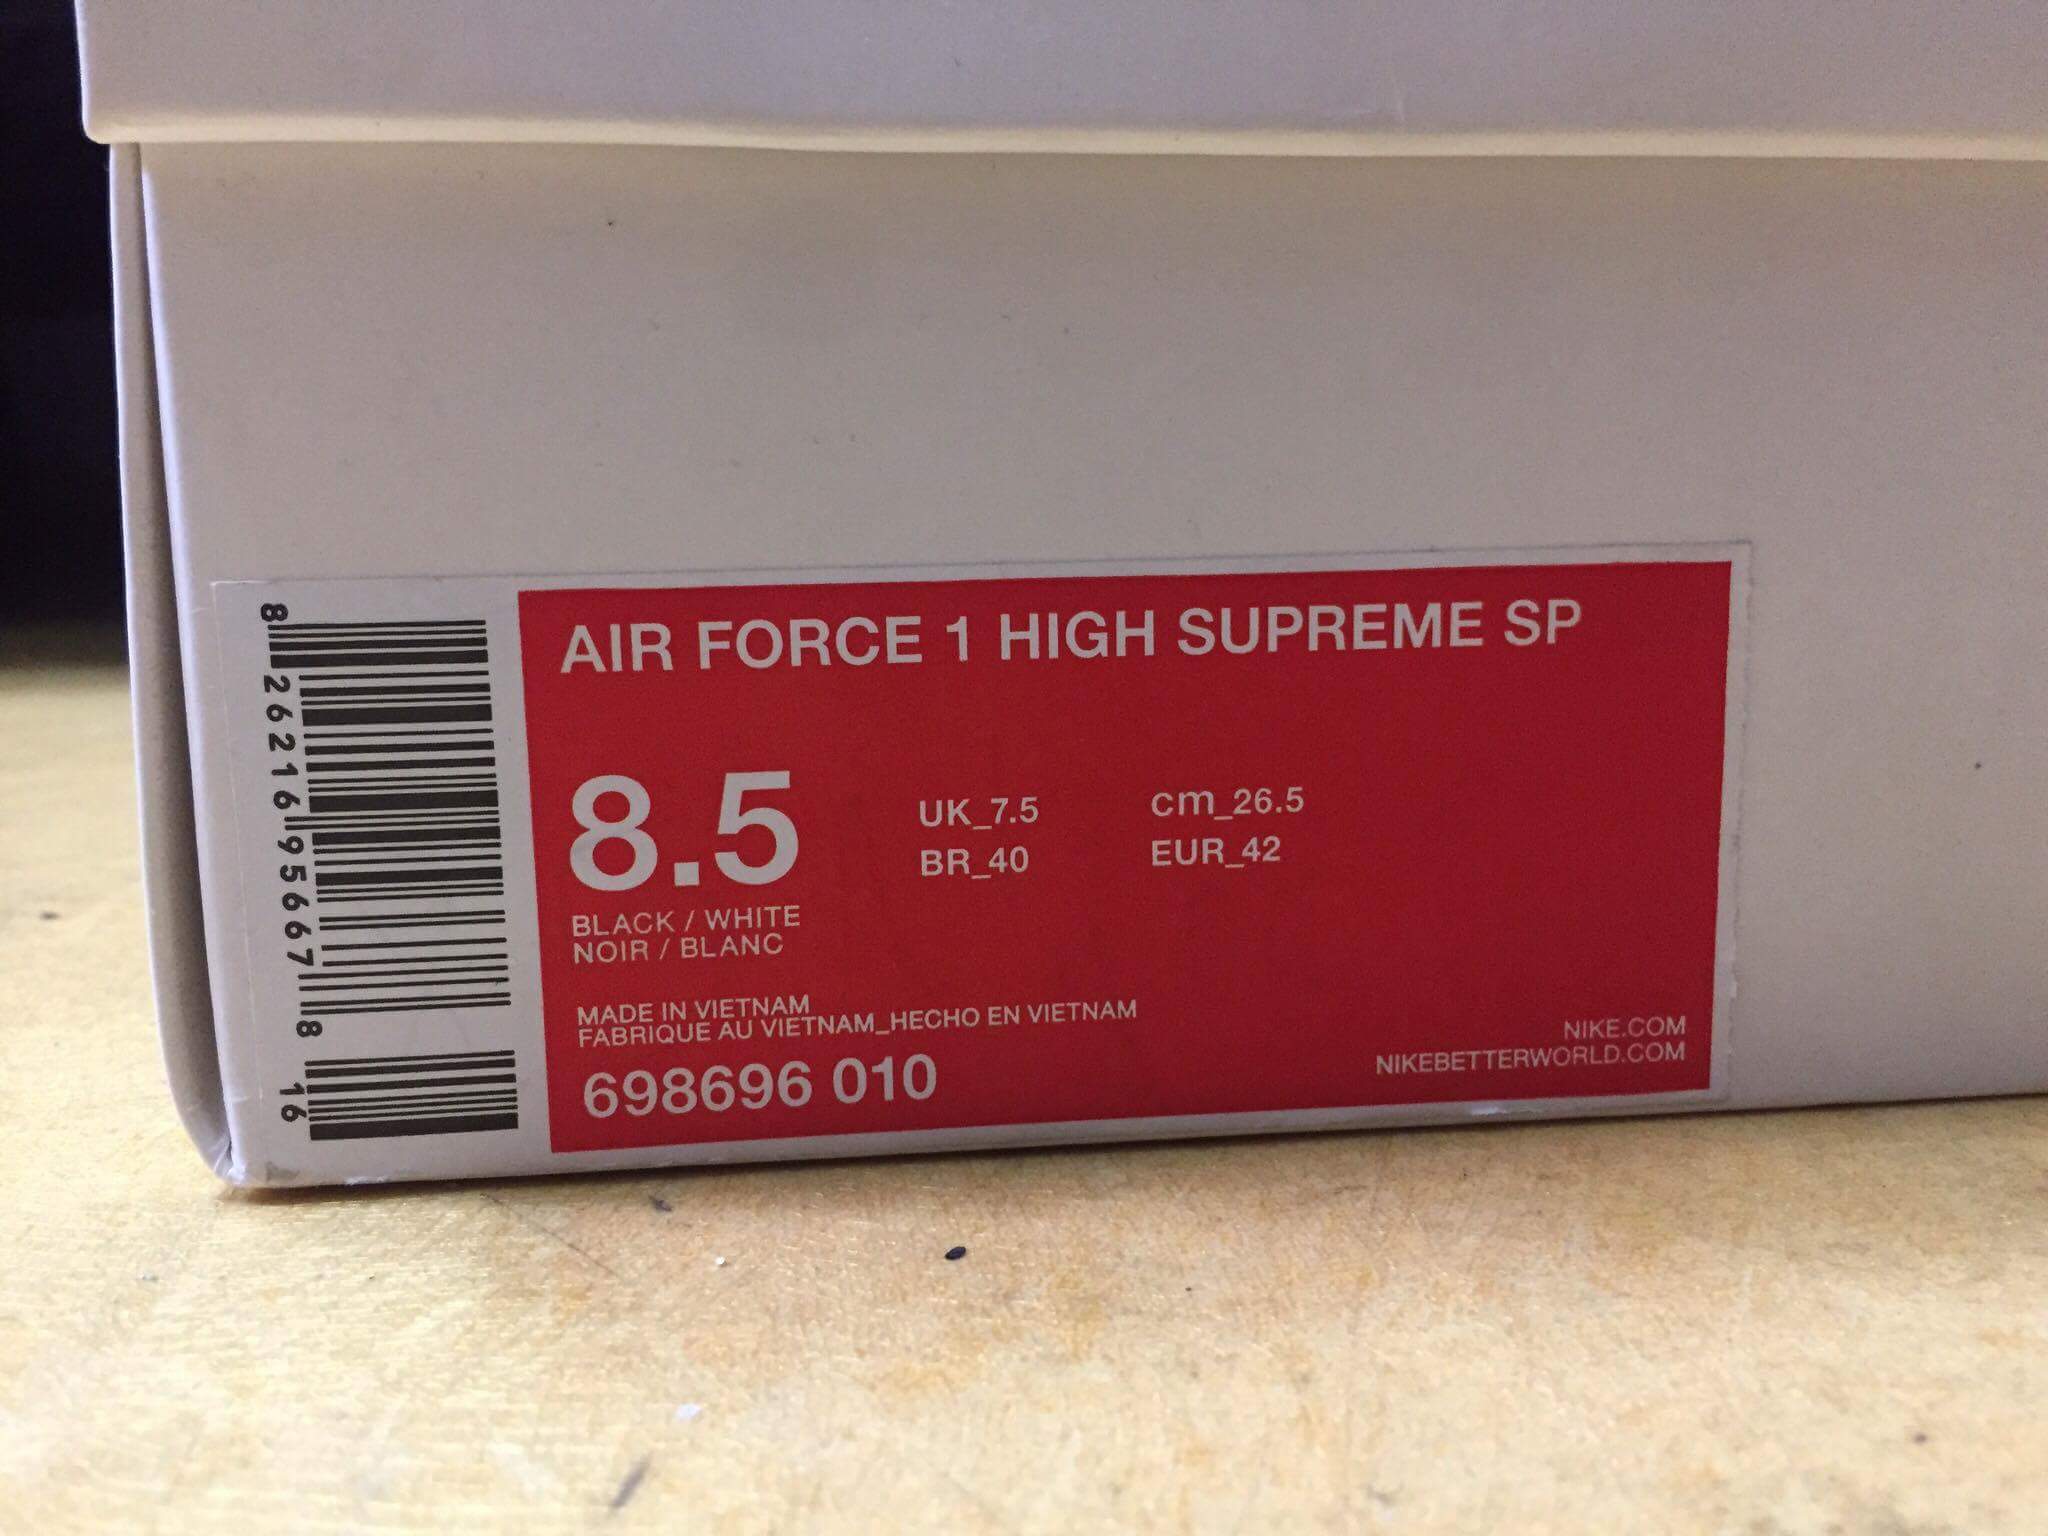 8 26216 95667 8 16
AIR FORCE 1 HIGH SUPREME SP
8.5
UK_7.5
cm_26.5
BR_40
EUR_42
BLACK / WHITE
NOIR / BLANC
MADE IN VIETNAM
FABRIQUE AU VIETNAM_HECHO EN VIETNAM
698696 010
NIKE.COM
NIKEBETTERWORLD.COM